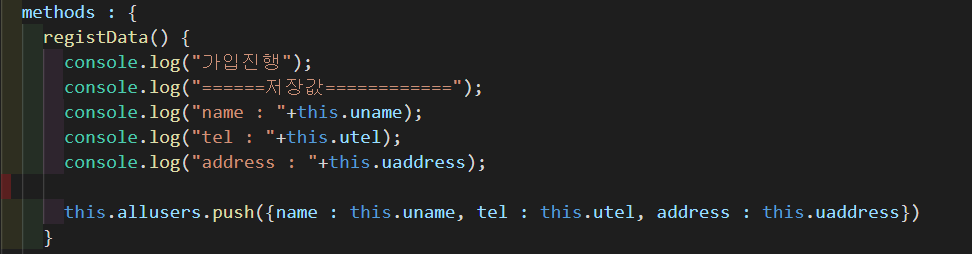 methods : {
registData() {
console.log("가입진행");
console.log("======저장값============");
console.log("name : "+this.uname);
console.log("tel : "+this.utel);
console.log("address : "+this.uaddress);
this.allusers.push({name : this.uname, tel : this.utel, address : this.uaddress})
}